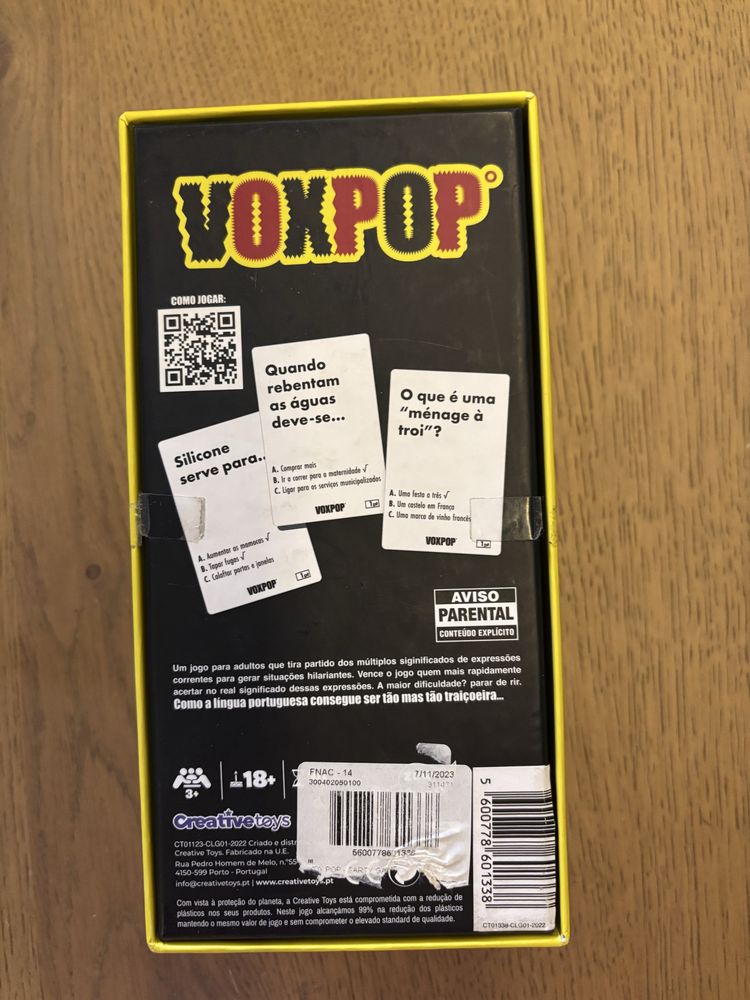 VOXPOP
COMO JOGAR:
Silicone
serve para...
A. Aumentar as mamocas √
B. Tapar fugas √
C. Calaftar portas e janelas
1 pt
VOXPOP
Quando
rebentam
as águas
deve-se...
A. Comprar mais
B. Ir a correr para a maternidade √
C. Ligar para os serviços municipalizados
VOXPOP
1 pt
O que é uma
“ménage à
troi”?
A. Uma festa a três √
B. Um castelo em França
C. Uma marca de vinho francês
VOXPOP
1 pt
AVISO
PARENTAL
CONTEÚDO EXPLÍCITO
Um jogo para adultos que tira partido dos múltiplos siginificados de expressões
correntes para gerar situações hilariantes. Vence o jogo quem mais rapidamente
acertar no real significado dessas expressões. A maior dificuldade? parar de rir.
Como a língua portuguesa consegue ser tão mas tão traiçoeira...
3+
18+
FNAC - 14 7/11/2023
300402050100
5600778601338
Creativetoys
CT01123-CLG01-2022 Criado e
Creative Toys. Fabricado na U.E.
Rua Pedro Homem de Melo, n.º55
4150-599 Porto - Portugal
info@creativetoys.pt | www.creativetoys.pt
Com vista à proteção do planeta, a Creative Toys está comprometida com a redução de
plásticos nos seus produtos. Neste jogo alcançámos 99% na redução dos plásticos
mantendo o mesmo valor de jogo e sem comprometer o elevado standard de qualidade.
5 600778 601338
CT01338-CLG01-2022